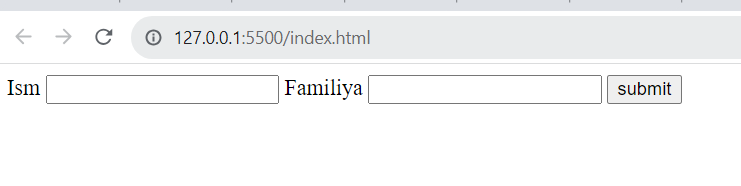 127.0.0.1:5500/index.html
Ism Familiya submit